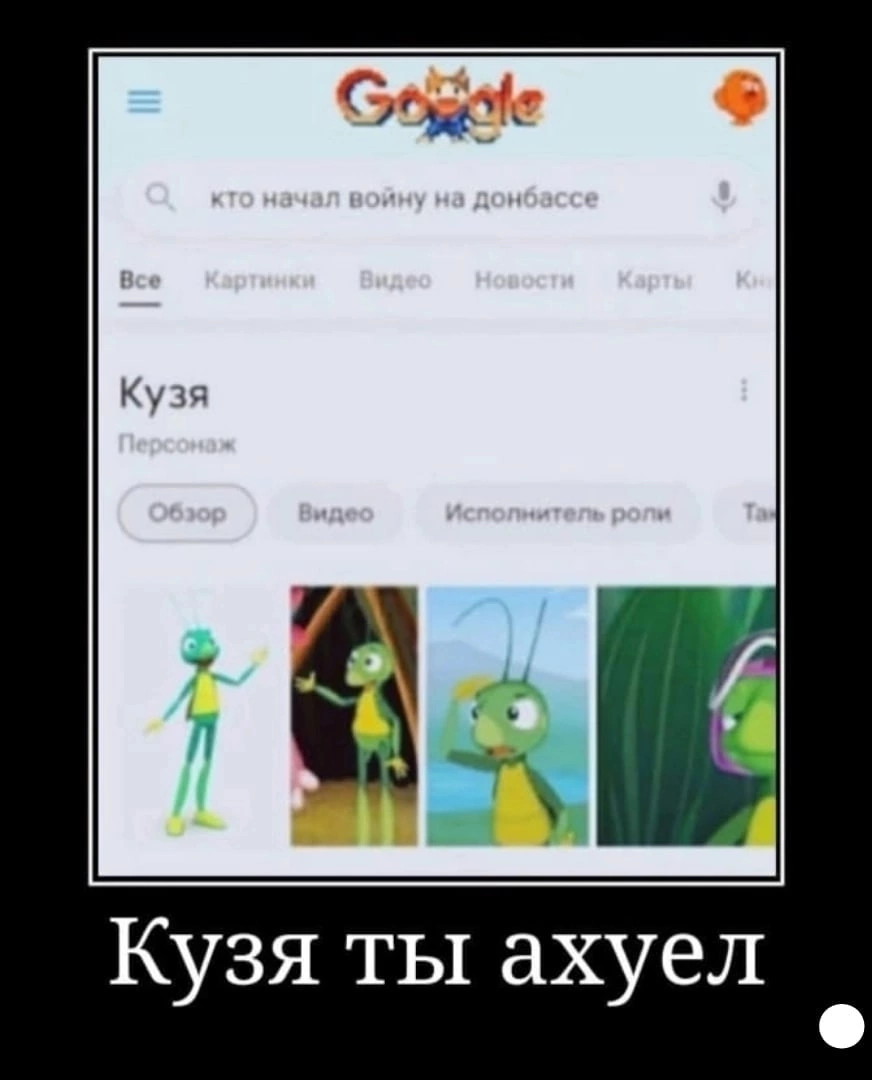 Google
кто начал войну на донбассе
Все Картинки Видео Новости Карты
Кузя
Персонаж
Обзор Видео Исполнитель роли
Кузя ты ахуел